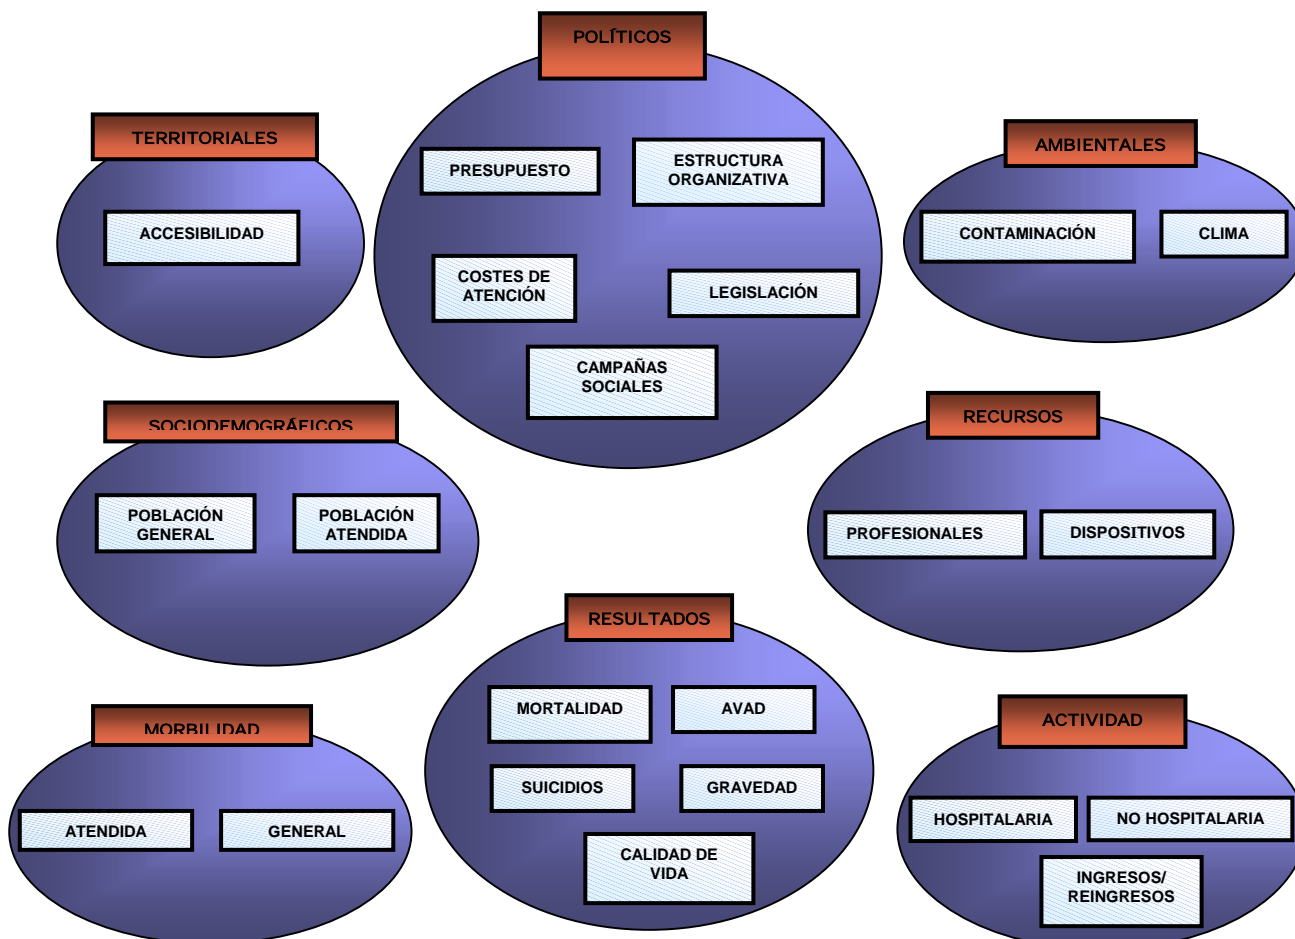 POLÍTICOS
TERRITORIALES
AMBIENTALES
PRESUPUESTO
ESTRUCTURA
ORGANIZATIVA
ACCESIBILIDAD
CONTAMINACIÓN
CLIMA
COSTES DE
ATENCIÓN
LEGISLACIÓN
CAMPAÑAS
SOCIALES
SOCIODEMOGRÁFICOS
RECURSOS
POBLACIÓN
GENERAL
POBLACIÓN
ATENDIDA
PROFESIONALES
DISPOSITIVOS
RESULTADOS
MORTALIDAD
AVAD
MORBILIDAD
ACTIVIDAD
SUICIDIOS
GRAVEDAD
ATENDIDA
GENERAL
HOSPITALARIA
NO HOSPITALARIA
CALIDAD DE
VIDA
INGRESOS/
REINGRESOS